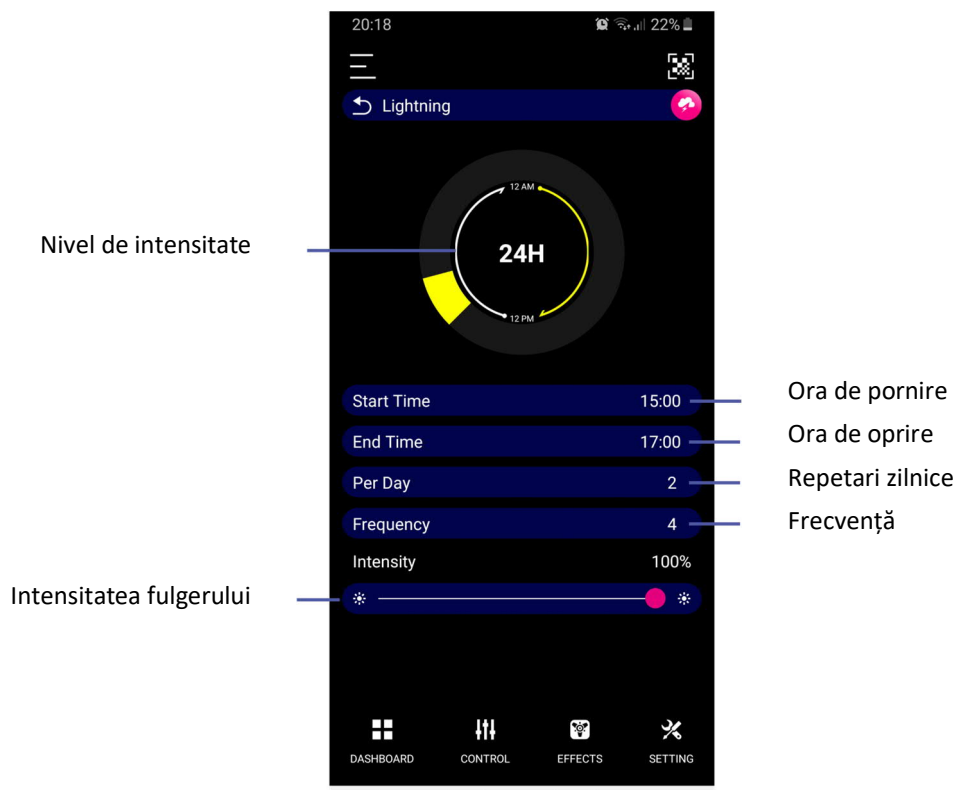 20:18 22%
Lightning
12 AM
Nivel de intensitate
24H
12 PM
Start Time 15:00 Ora de pornire
End Time 17:00 Ora de oprire
Per Day 2 Repetari zilnice
Frequency 4 Frecvență
Intensity 100%
Intensitatea fulgerului
DASHBOARD CONTROL EFFECTS SETTING